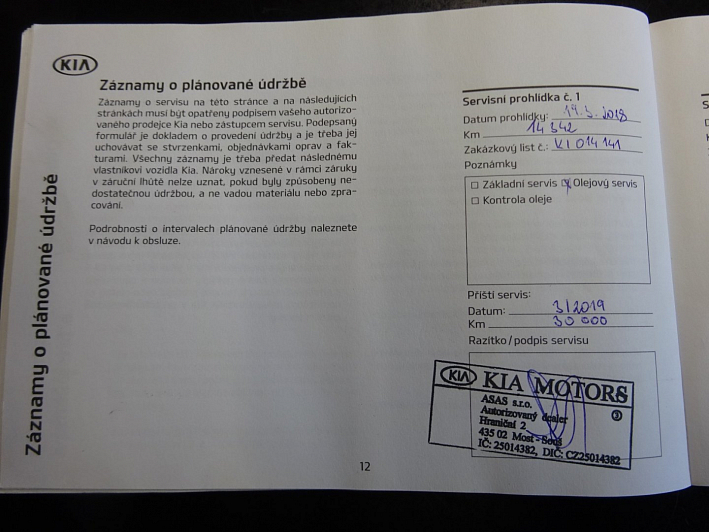 KIA
Záznamy o plánované údržbě
Záznamy o servisu na této stránce a na následujících
stránkách musí být opatřeny podpisem vašeho autorizo-
vaného prodejce Kia nebo zástupcem servisu. Podepsaný
formulář je dokladem o provedení údržby a je třeba jej
uchovávat se stvrzenkami, objednávkami oprav a fak-
turami. Všechny záznamy je třeba předat následnému
vlastníkovi vozidla Kia. Nároky vznesené v rámci záruky
v záruční lhůtě nelze uznat, pokud byly způsobeny ne-
dostatečnou údržbou, a ne vadou materiálu nebo zpra-
cování.
Podrobnosti o intervalech plánované údržby naleznete
v návodu k obsluze.
Záznamy o plánované údržbě
Servisní prohlídka č. 1
Datum prohlídky: 19.3.2018
Km 14 342
Zakázkový list č.: VI 014 141
Poznámky
Základní servis Olejový servis
Kontrola oleje
Příští servis:
Datum: 3/2019
Km 30 000
Razítko/podpis servisu
KIA KIA MOTORS
ASAS s.r.o.
Autorizovaný dealer 3
Hraniční 2
435 02 Most - Souš
IČ: 25014382, DIČ: CZ25014382
12